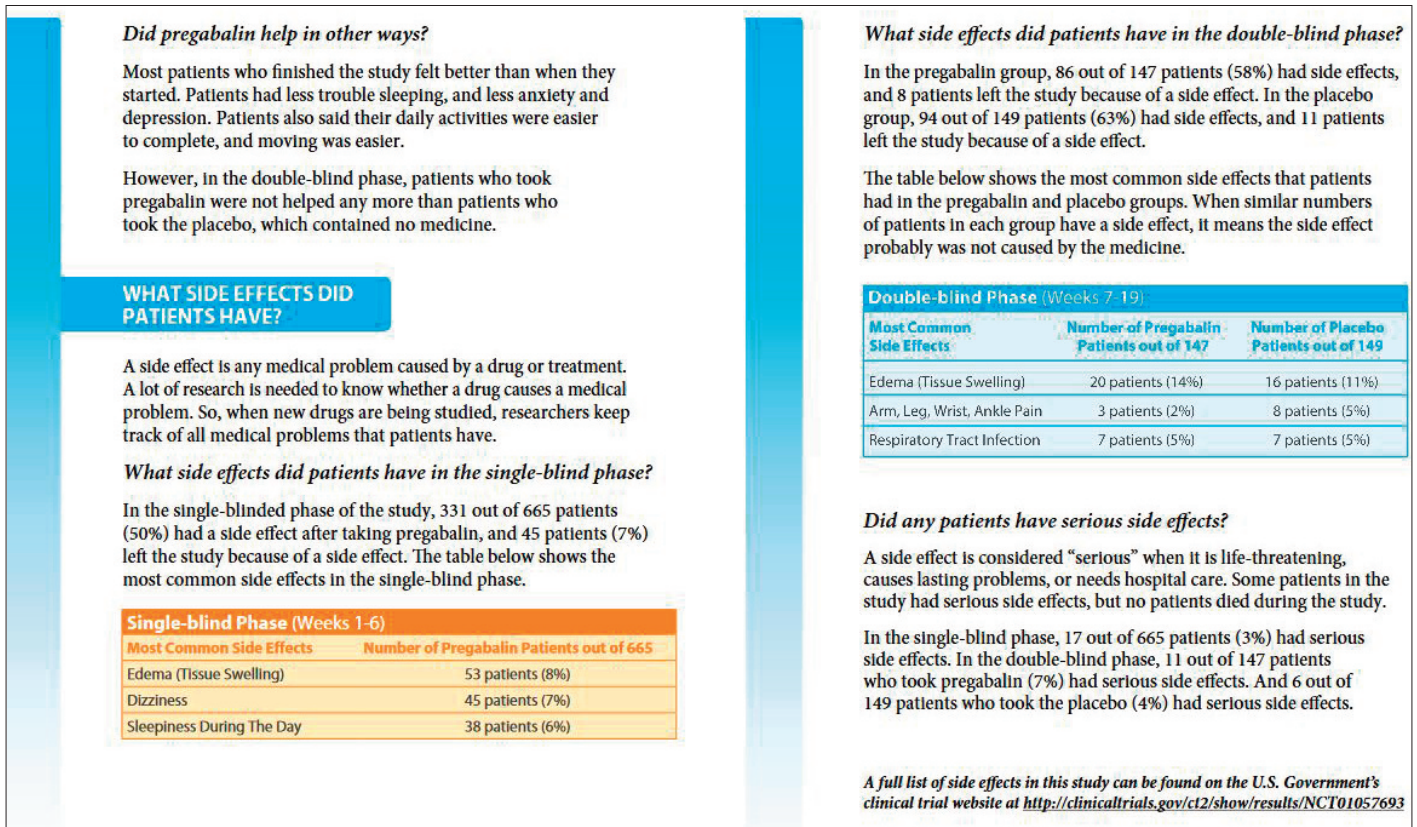 Did pregabalin help in other ways?
Most patients who finished the study felt better than when they
started. Patients had less trouble sleeping, and less anxiety and
depression. Patients also said their daily activities were easier
to complete, and moving was easier.
However, in the double-blind phase, patients who took
pregabalin were not helped any more than patients who
took the placebo, which contained no medicine.
WHAT SIDE EFFECTS DID
PATIENTS HAVE?
A side effect is any medical problem caused by a drug or treatment.
A lot of research is needed to know whether a drug causes a medical
problem. So, when new drugs are being studied, researchers keep
track of all medical problems that patients have.
What side effects did patients have in the single-blind phase?
In the single-blinded phase of the study, 331 out of 665 patients
(50%) had a side effect after taking pregabalin, and 45 patients (7%)
left the study because of a side effect. The table below shows the
most common side effects in the single-blind phase.
Single-blind Phase (Weeks 1-6)
Most Common Side Effects Number of Pregabalin Patients out of 665
Edema (Tissue Swelling) 53 patients (8%)
Dizziness 45 patients (7%)
Sleepiness During The Day 38 patients (6%)
What side effects did patients have in the double-blind phase?
In the pregabalin group, 86 out of 147 patients (58%) had side effects,
and 8 patients left the study because of a side effect. In the placebo
group, 94 out of 149 patients (63%) had side effects, and 11 patients
left the study because of a side effect.
The table below shows the most common side effects that patients
had in the pregabalin and placebo groups. When similar numbers
of patients in each group have a side effect, it means the side effect
probably was not caused by the medicine.
Double-blind Phase (Weeks 7-19)
Most Common Number of Pregabalin Number of Placebo
Side Effects Patients out of 147 Patients out of 149
Edema (Tissue Swelling) 20 patients (14%) 16 patients (11%)
Arm, Leg, Wrist, Ankle Pain 3 patients (2%) 8 patients (5%)
Respiratory Tract Infection 7 patients (5%) 7 patients (5%)
Did any patients have serious side effects?
A side effect is considered “serious” when it is life-threatening,
causes lasting problems, or needs hospital care. Some patients in the
study had serious side effects, but no patients died during the study.
In the single-blind phase, 17 out of 665 patients (3%) had serious
side effects. In the double-blind phase, 11 out of 147 patients
who took pregabalin (7%) had serious side effects. And 6 out of
149 patients who took the placebo (4%) had serious side effects.
A full list of side effects in this study can be found on the U.S. Government’s
clinical trial website at http://clinicaltrials.gov/ct2/show/results/NCT01057693